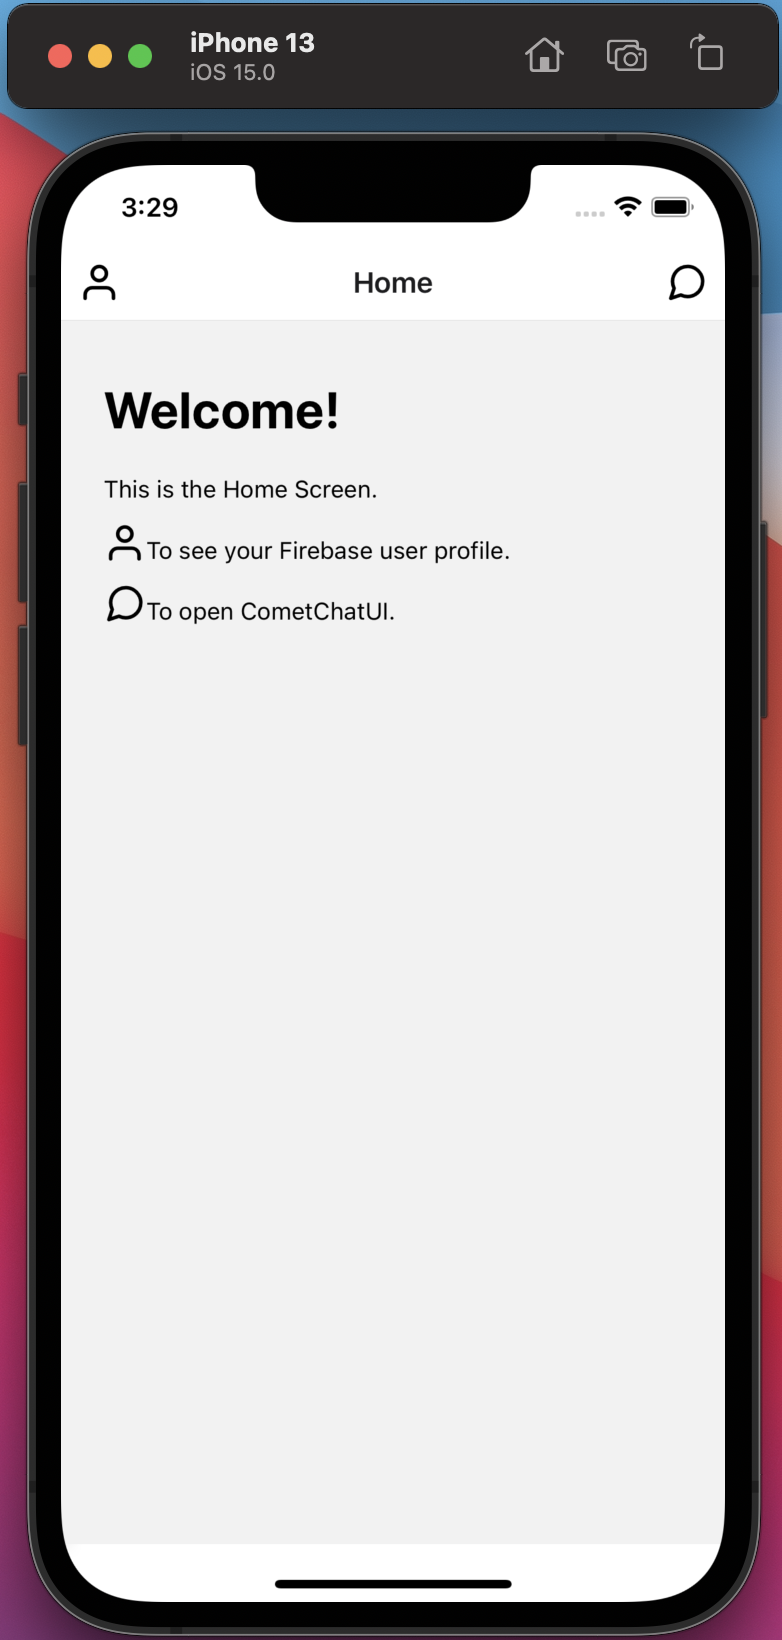 iPhone 13
iOS 15.0
3:29
Home
Welcome!
This is the Home Screen.
To see your Firebase user profile.
To open CometChatUI.